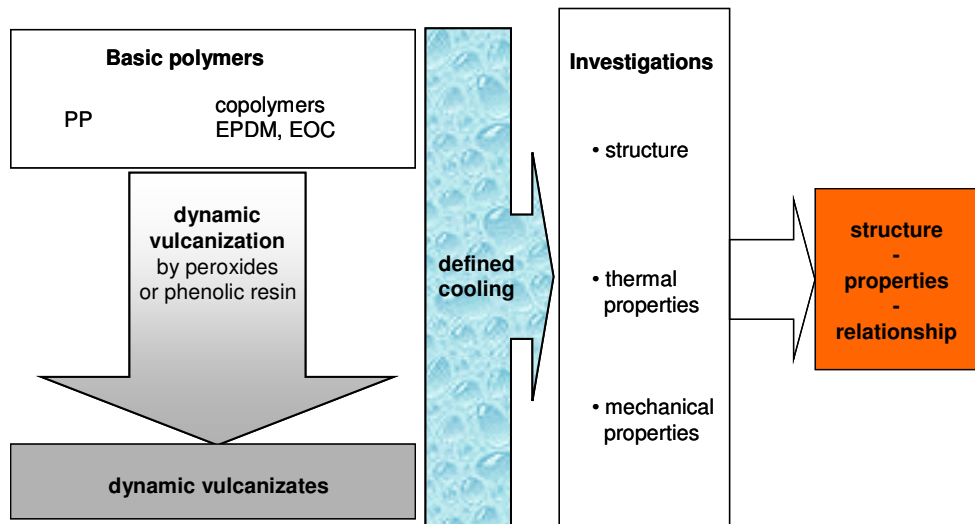 Basic polymers
PP
copolymers
EPDM, EOC
dynamic
vulcanization
by peroxides
or phenolic resin
dynamic vulcanizates
defined
cooling
Investigations
• structure
• thermal
properties
• mechanical
properties
structure
-
properties
-
relationship